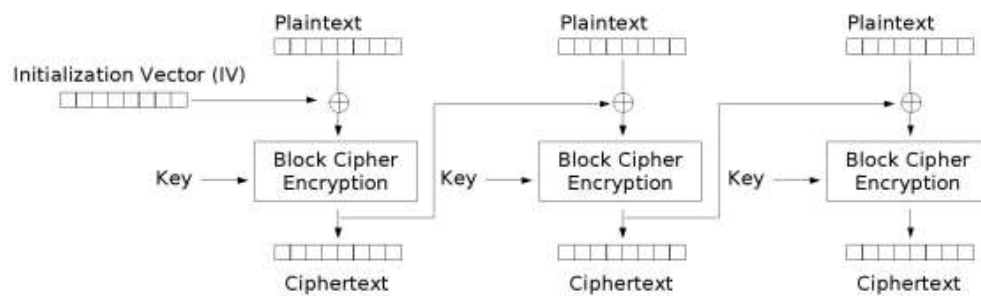 Plaintext Plaintext Plaintext
Initialization Vector (IV)
Key Block Cipher Encryption Key Block Cipher Encryption Key Block Cipher Encryption
Ciphertext Ciphertext Ciphertext